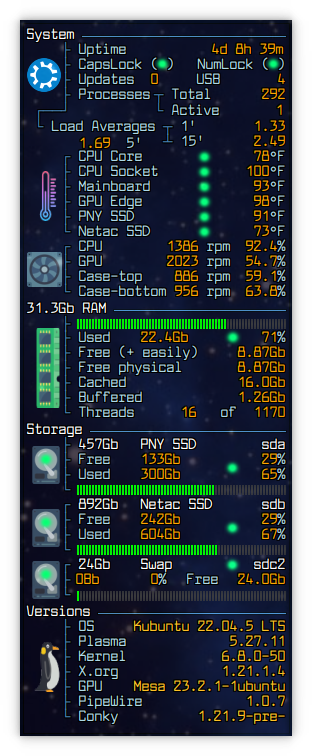 System
Uptime 4d 8h 39m
CapsLock ( ) NumLock ( )
Updates 0 USB 4
Processes Total 292
Active 1
Load Averages 1' 1.33
1.69 5' 15' 2.49
CPU Core 78°F
CPU Socket 100°F
Mainboard 93°F
GPU Edge 98°F
PNY SSD 91°F
Netac SSD 73°F
CPU 1386 rpm 92.4%
GPU 2023 rpm 54.7%
Case-top 886 rpm 59.1%
Case-bottom 956 rpm 63.8%
31.3Gb RAM
Used 22.4Gb 71%
Free (+ easily) 8.87Gb
Free physical 8.87Gb
Cached 16.0Gb
Buffered 1.26Gb
Threads 16 of 1170
Storage
457Gb PNY SSD sda
Free 133Gb 29%
Used 300Gb 65%
892Gb Netac SSD sdb
Free 242Gb 29%
Used 604Gb 67%
24Gb Swap sdc2
08b 0% Free 24.0Gb
Versions
OS Kubuntu 22.04.5 LTS
Plasma 5.27.11
Kernel 6.8.0-50
X.org 1.21.1.4
GPU Mesa 23.2.1-1ubuntu
PipeWire 1.0.7
Conky 1.21.9-pre-